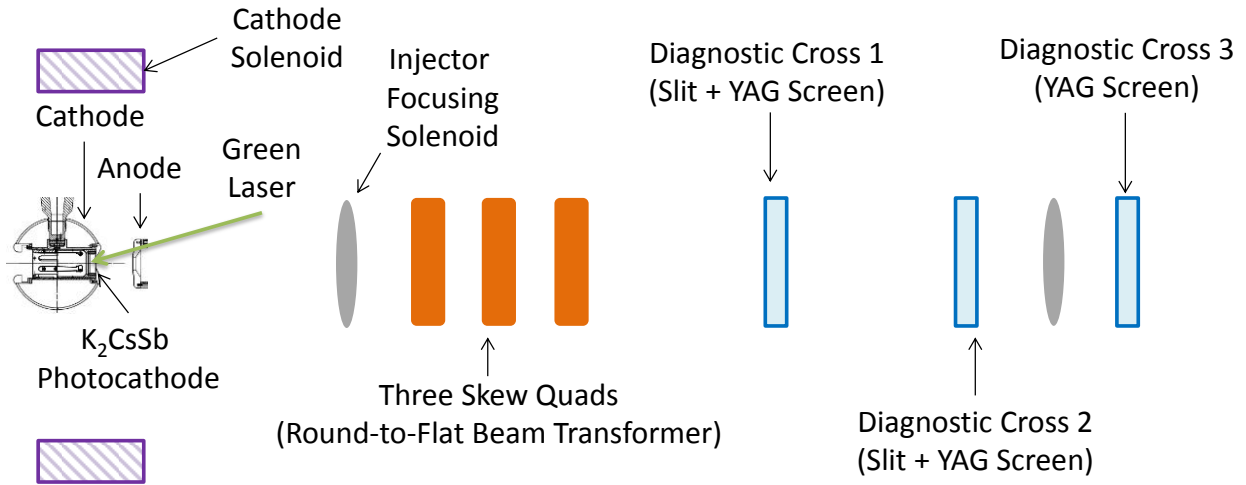 Cathode
Solenoid
Cathode
Anode
Green
Laser
Injector
Focusing
Solenoid
K₂CsSb
Photocathode
Three Skew Quads
(Round-to-Flat Beam Transformer)
Diagnostic Cross 1
(Slit + YAG Screen)
Diagnostic Cross 2
(Slit + YAG Screen)
Diagnostic Cross 3
(YAG Screen)